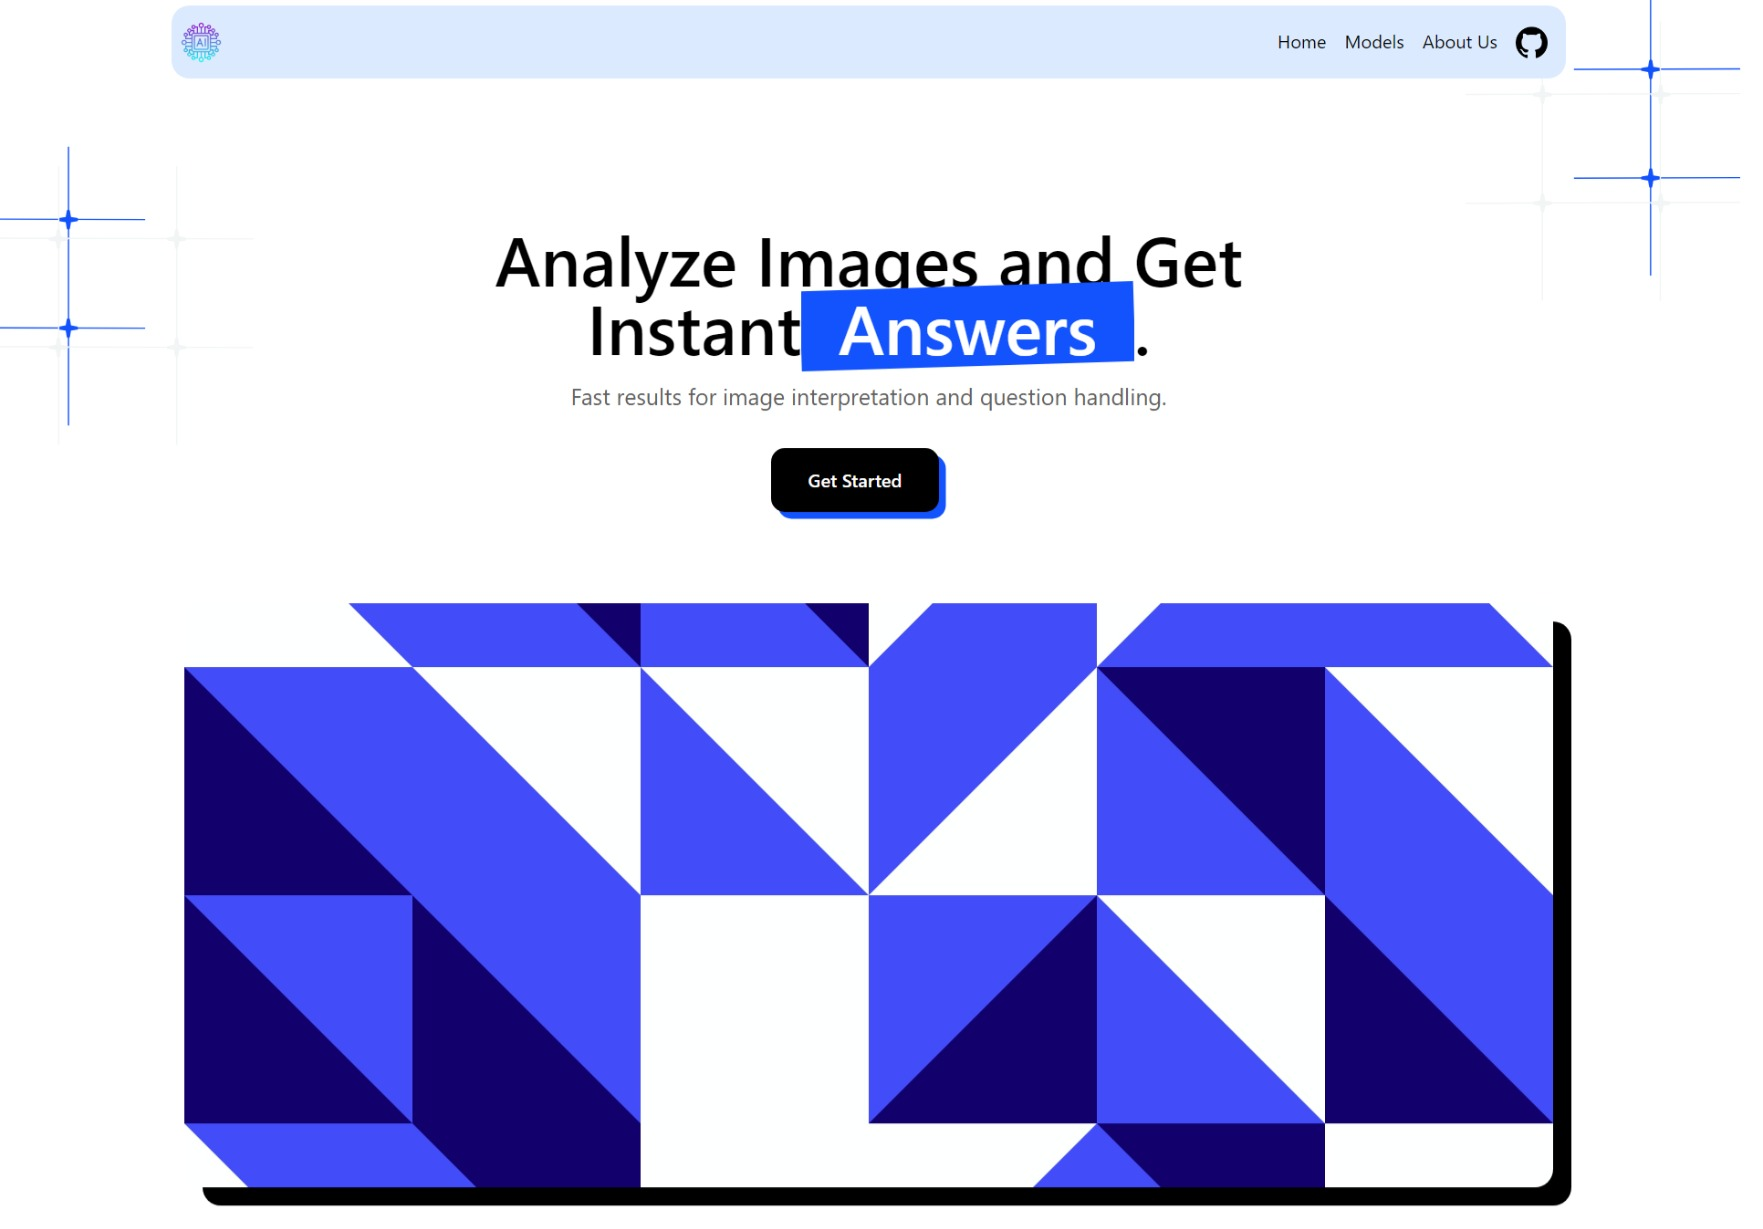 AI
Home Models About Us
Analyze Images and Get
Instant Answers .
Fast results for image interpretation and question handling.
Get Started